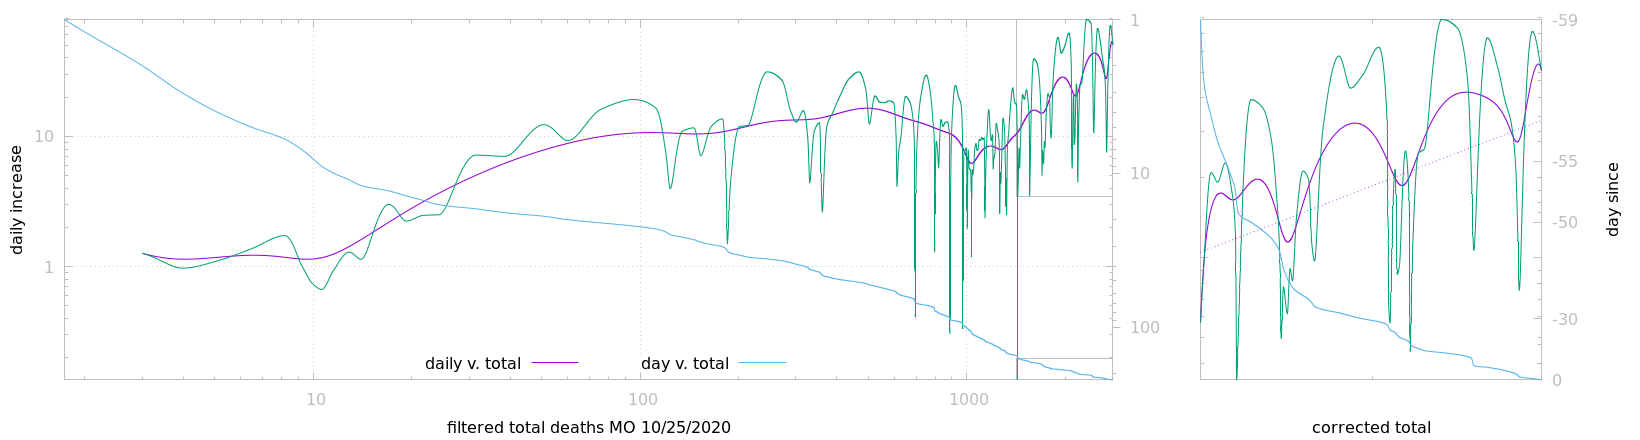 1
-59
10
10
-55
daily increase
day since
-50
1
-30
100
daily v. total
day v. total
0
10
100
1000
filtered total deaths MO 10/25/2020
corrected total